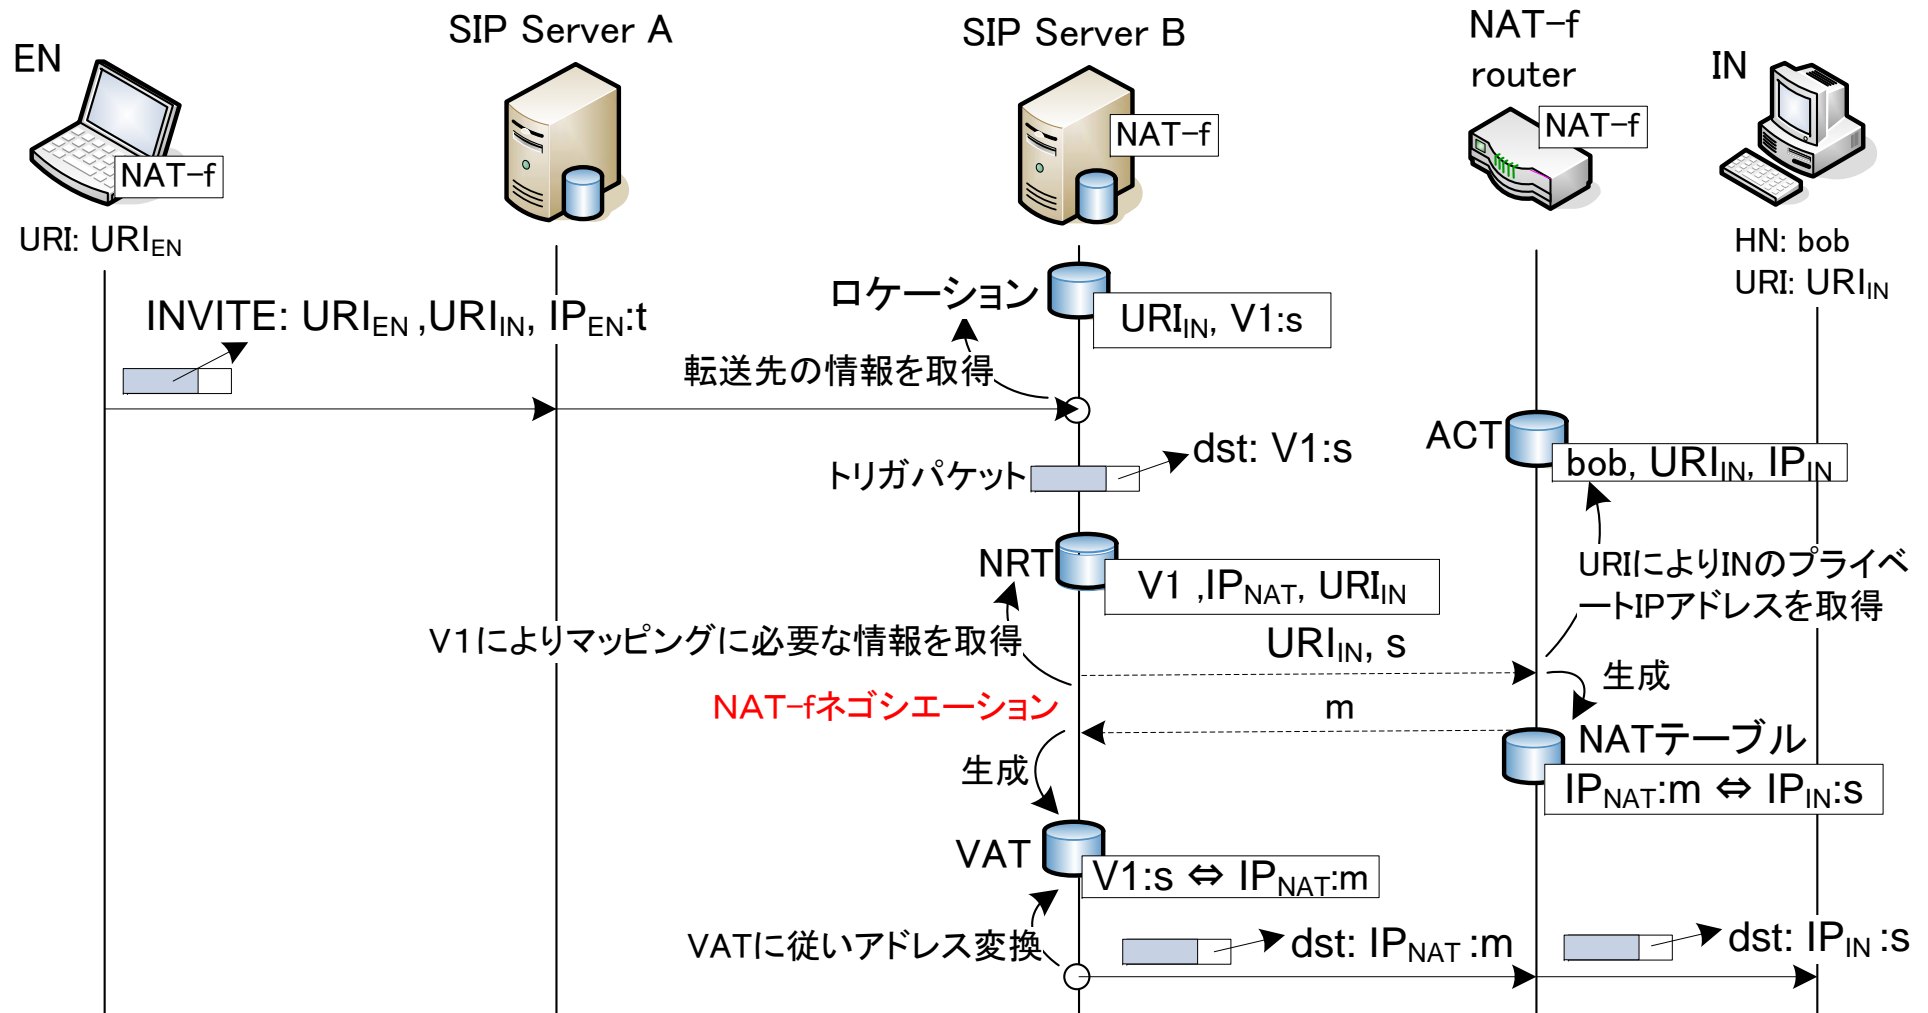 EN
SIP Server A
SIP Server B
NAT-f
router
IN
NAT-f
NAT-f
NAT-f
URI: URIEN
HN: bob
URI: URIIN
INVITE: URIEN ,URIIN, IPEN:t
ロケーション
URIIN, V1:s
転送先の情報を取得
トリガパケット
dst: V1:s
ACT
bob, URIIN, IPIN
NRT
V1 ,IPNAT, URIIN
URIによりINのプライベ
ートIPアドレスを取得
V1によりマッピングに必要な情報を取得
URIIN, s
生成
NAT-fネゴシエーション
m
NATテーブル
IPNAT:m ⇔ IPIN:s
生成
VAT
V1:s ⇔ IPNAT:m
VATに従いアドレス変換
dst: IPNAT :m
dst: IPIN :s